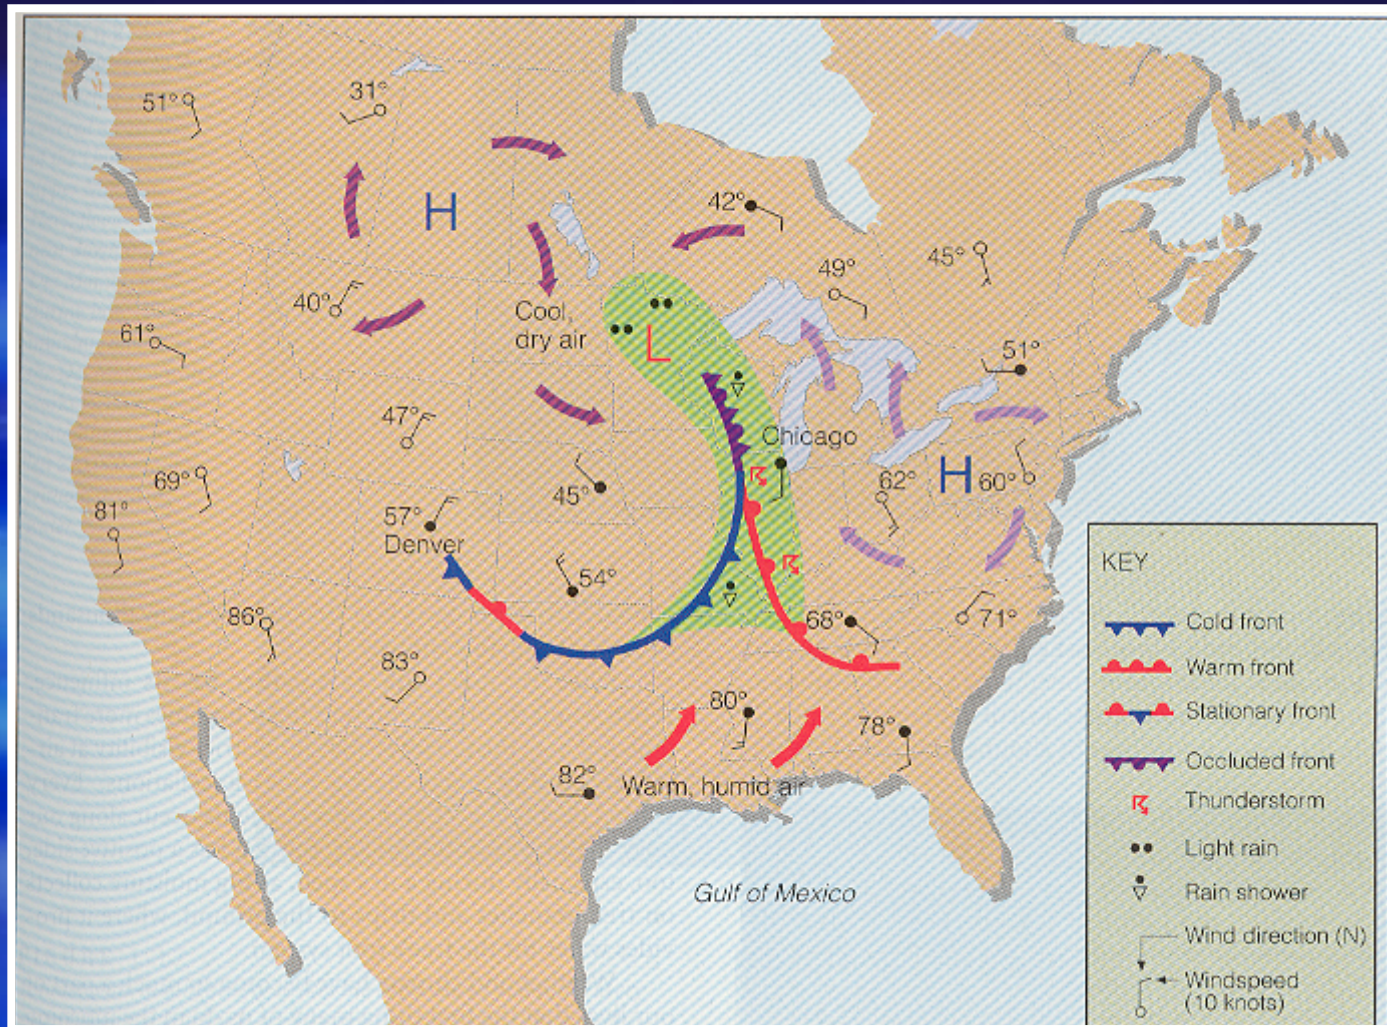 51°
31°
H
42°
45°
49°
40°
Cool,
dry air
61°
L
51°
47°
Chicago
69°
45°
62°
H
60°
81°
57°
Denver
54°
86°
68°
71°
83°
80°
78°
82°
Warm, humid air
Gulf of Mexico
KEY
Cold front
Warm front
Stationary front
Occluded front
Thunderstorm
Light rain
Rain shower
Wind direction (N)
Windspeed
(10 knots)